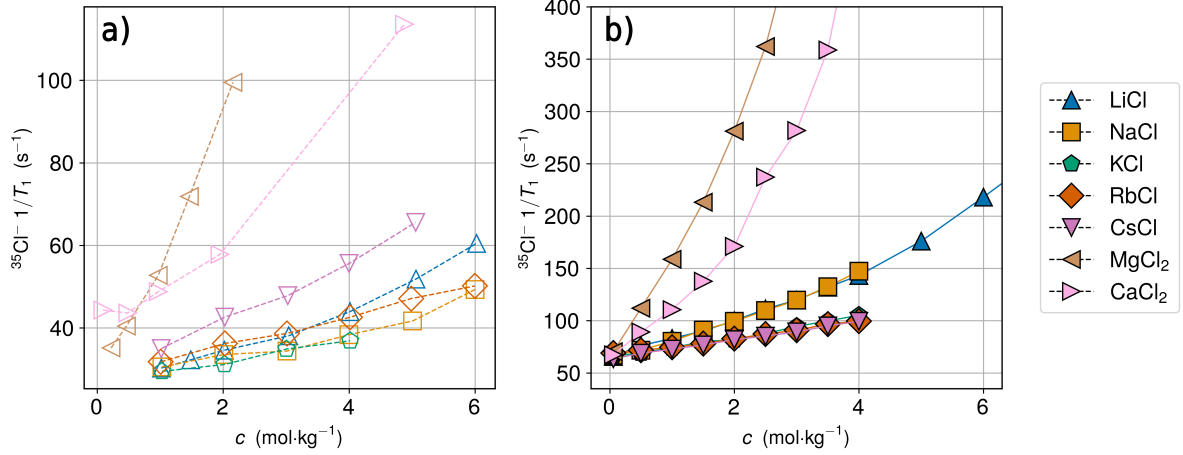 a)
100
80
60
40
0
2
4
6
³⁵Cl⁻ 1/T₁ (s⁻¹)
c (mol·kg⁻¹)
b)
400
350
300
250
200
150
100
50
0
2
4
6
³⁵Cl⁻ 1/T₁ (s⁻¹)
c (mol·kg⁻¹)
LiCl
NaCl
KCl
RbCl
CsCl
MgCl₂
CaCl₂